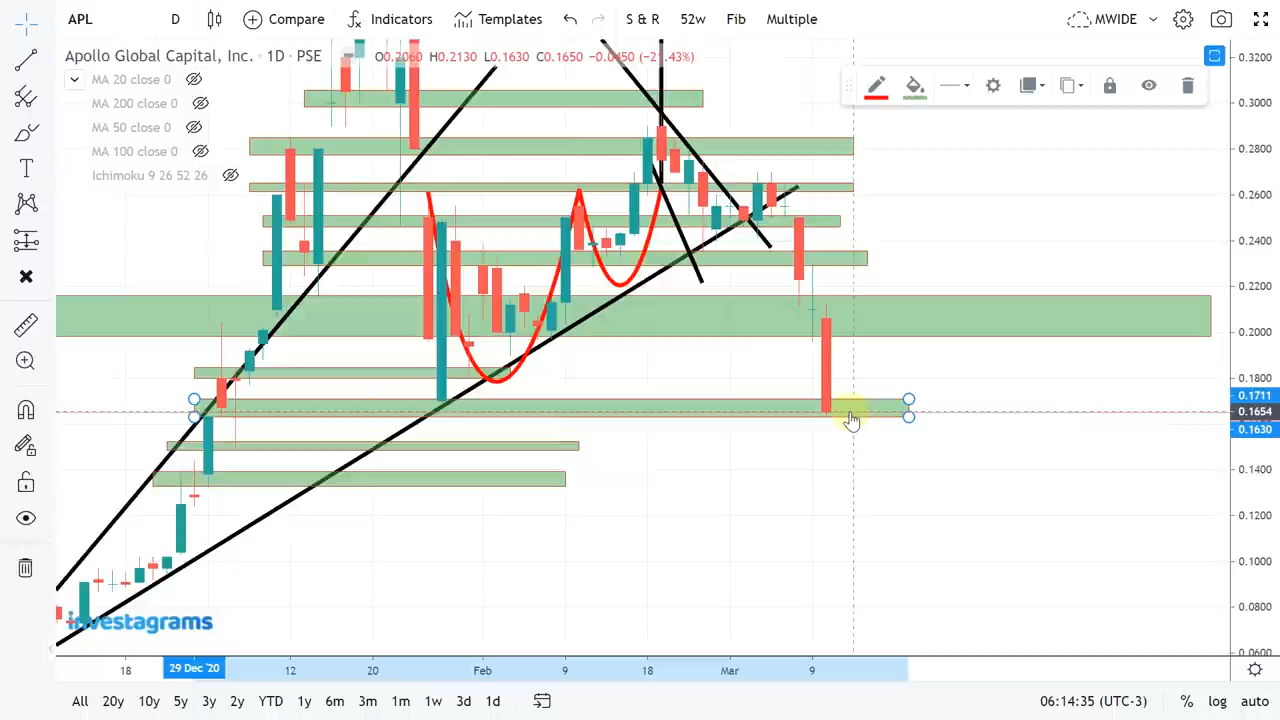 APL D Compare Indicators Templates S & R 52w Fib Multiple MWIDE
Apollo Global Capital, Inc. · 1D · PSE O0.2060 H0.2130 L0.1630 C0.1650 −0.0450 (−21.43%)
MA 20 close 0
MA 200 close 0
MA 50 close 0
MA 100 close 0
Ichimoku 9 26 52 26
0.3200
0.3000
0.2800
0.2600
0.2400
0.2200
0.2000
0.1800
0.1711
0.1654
0.1630
0.1400
0.1200
0.1000
0.0800
0.0600
investagrams
18 29 Dec '20 12 20 Feb 9 18 Mar 9
All 20y 10y 5y YTD 1y 6m 3m 1m 1w 3d 1d 06:14:35 (UTC-3) % log auto